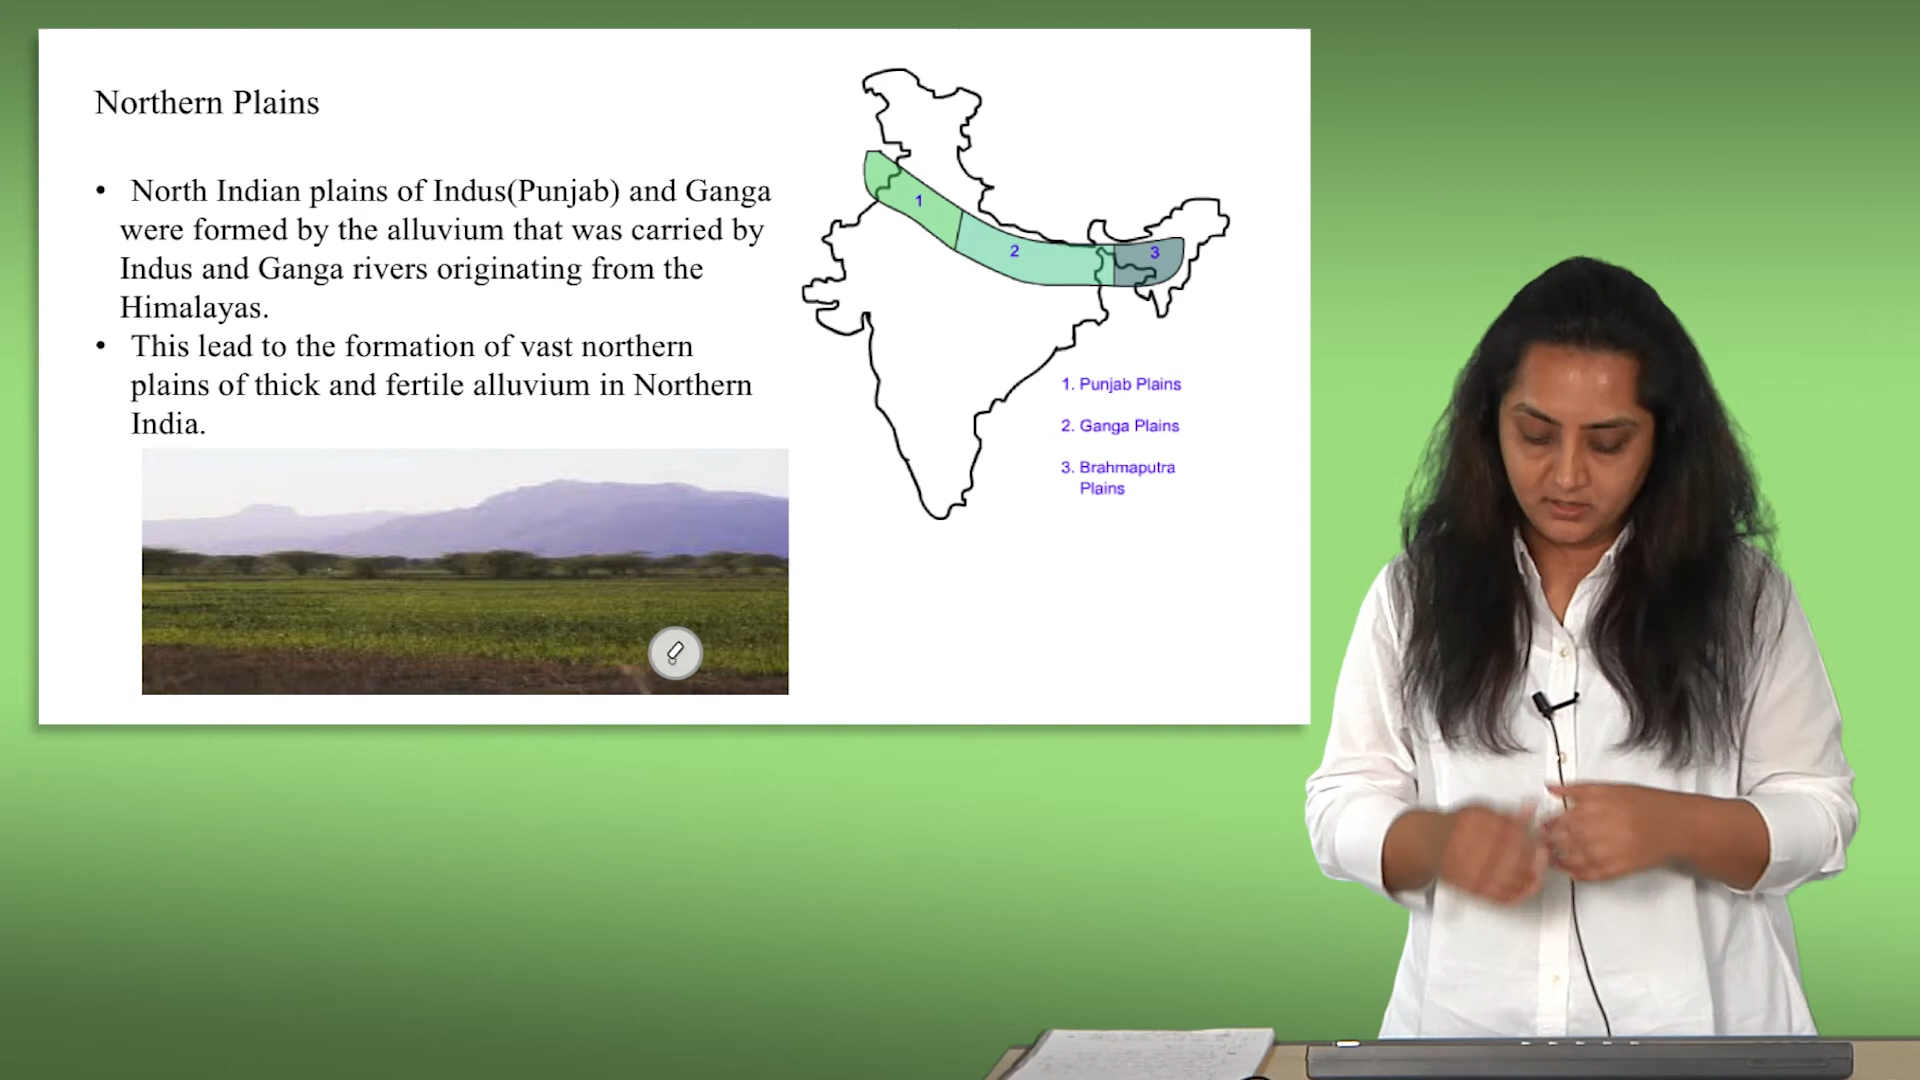 Northern Plains
• North Indian plains of Indus(Punjab) and Ganga
were formed by the alluvium that was carried by
Indus and Ganga rivers originating from the
Himalayas.
• This lead to the formation of vast northern
plains of thick and fertile alluvium in Northern
India.
1
2
3
1. Punjab Plains
2. Ganga Plains
3. Brahmaputra
Plains